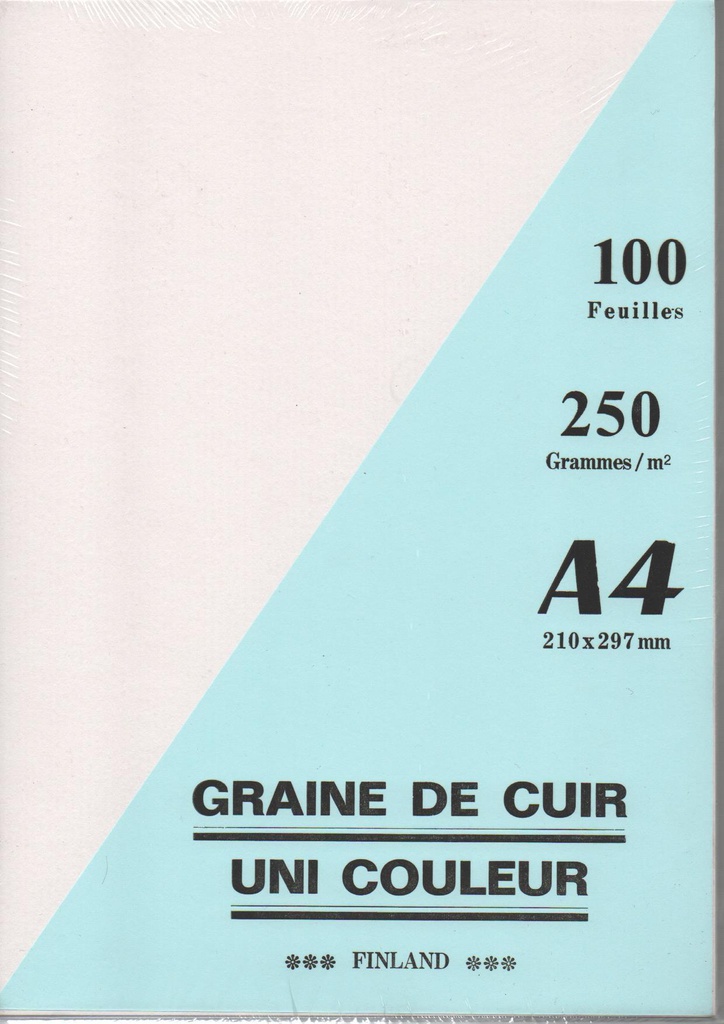 100
Feuilles
250
Grammes/m²
A4
210x297mm
GRAINE DE CUIR
UNI COULEUR
❇❇❇ FINLAND ❇❇❇